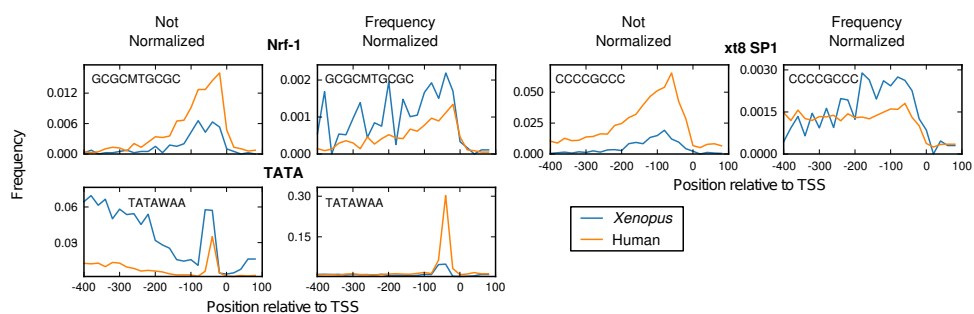 Not
Normalized
Frequency
Normalized
Nrf-1
Not
Normalized
Frequency
Normalized
xt8 SP1
Frequency
GCGCMTGCGC
0.012
0.006
0.000
GCGCMTGCGC
0.002
0.001
0.000
CCCCGCCC
0.050
0.025
0.000
-400 -300 -200 -100 0 100
CCCCGCCC
0.0030
0.0015
0.0000
-400 -300 -200 -100 0 100
Position relative to TSS
TATA
TATAWAA
0.06
0.03
-400 -300 -200 -100 0 100
TATAWAA
0.30
0.15
-400 -300 -200 -100 0 100
Position relative to TSS
Xenopus
Human